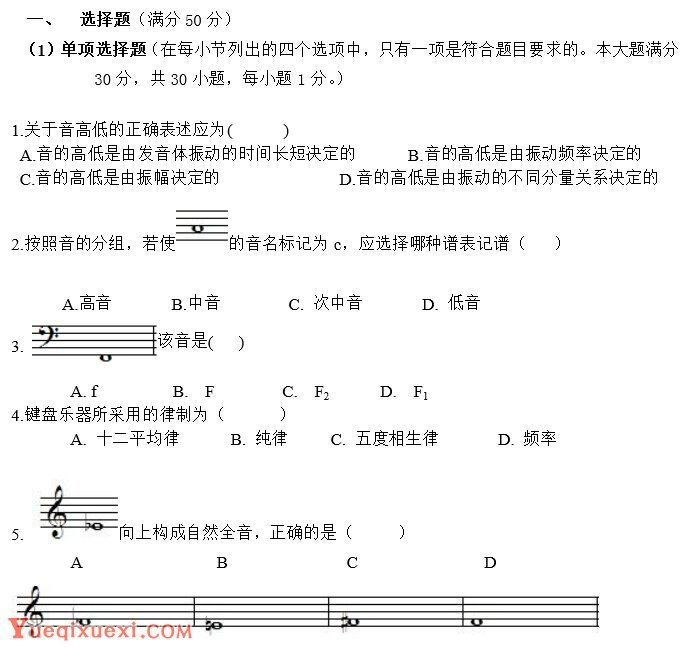 一、 选择题（满分 50 分）
（1）单项选择题（在每小节列出的四个选项中，只有一项是符合题目要求的。本大题满分
30 分，共 30 小题，每小题 1 分。）
1.关于音高低的正确表述应为( )
A.音的高低是由发音体振动的时间长短决定的 B.音的高低是由振动频率决定的
C.音的高低是由振幅决定的 D.音的高低是由振动的不同分量关系决定的
2.按照音的分组，若使 的音名标记为 c，应选择哪种谱表记谱（ ）
A.高音 B.中音 C. 次中音 D. 低音
3. 该音是( )
A. f B. F C. F₂ D. F₁
4.键盘乐器所采用的律制为（ ）
A. 十二平均律 B. 纯律 C. 五度相生律 D. 频率
5. 向上构成自然全音，正确的是（ ）
A B C D
YUEQIXUEXI.COM